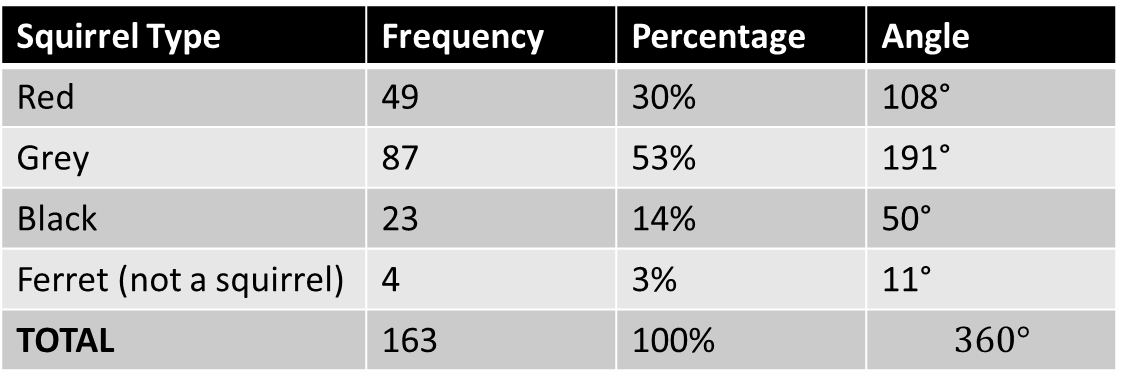 Squirrel Type Frequency Percentage Angle
Red 49 30% 108°
Grey 87 53% 191°
Black 23 14% 50°
Ferret (not a squirrel) 4 3% 11°
TOTAL 163 100% 360°